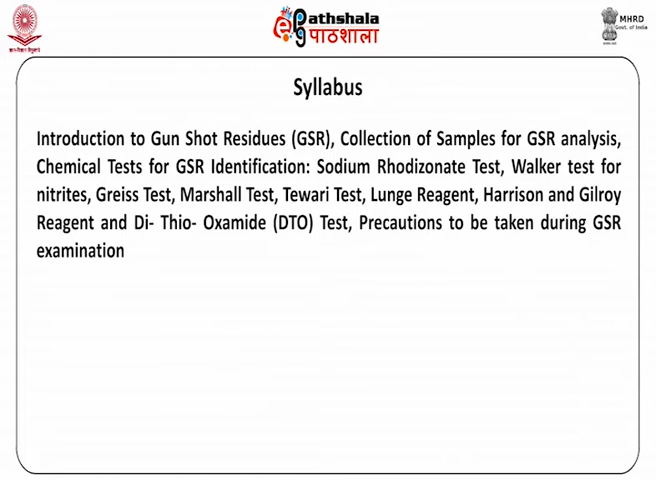 ePathshala
पाठशाला
MHRD
Govt. of India
Syllabus
Introduction to Gun Shot Residues (GSR), Collection of Samples for GSR analysis,
Chemical Tests for GSR Identification: Sodium Rhodizonate Test, Walker test for
nitrites, Greiss Test, Marshall Test, Tewari Test, Lunge Reagent, Harrison and Gilroy
Reagent and Di- Thio- Oxamide (DTO) Test, Precautions to be taken during GSR
examination